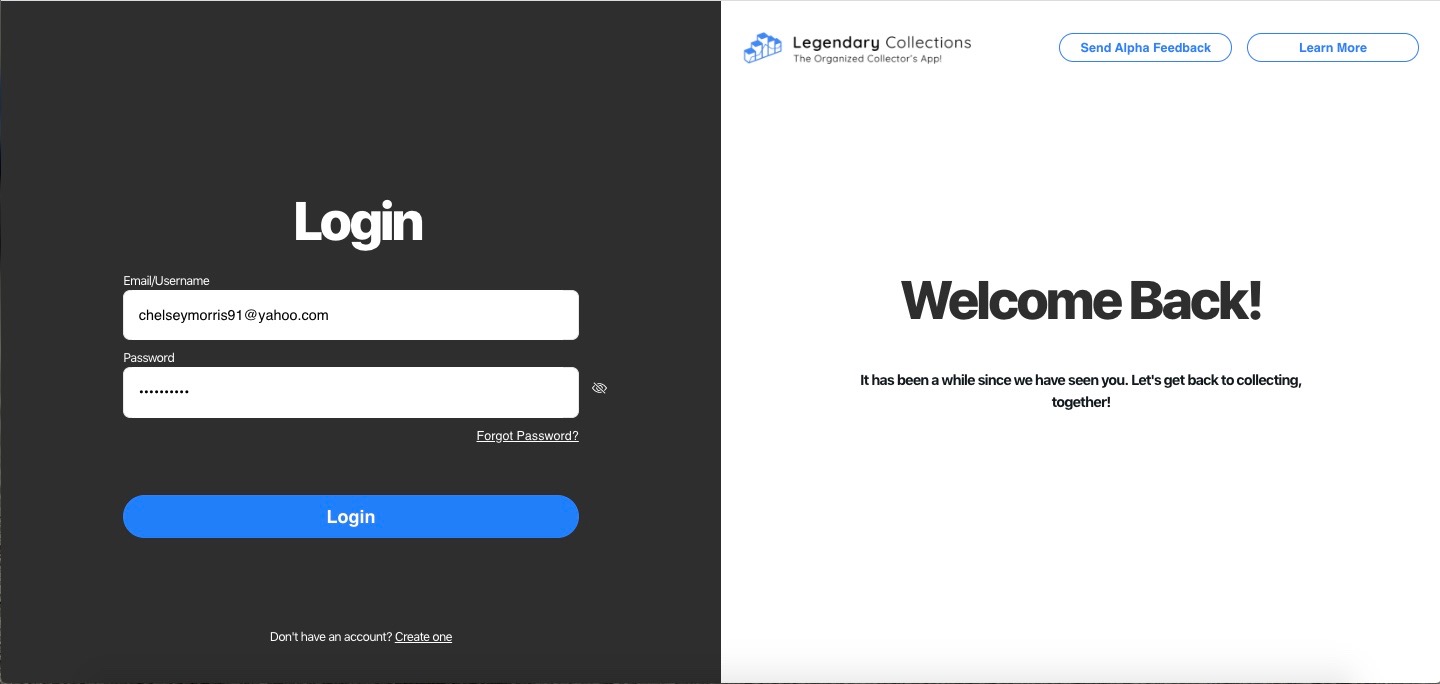 Login
Email/Username
chelseymorris91@yahoo.com
Password
••••••••••
Forgot Password?
Login
Don't have an account? Create one
Legendary Collections
The Organized Collector's App!
Send Alpha Feedback
Learn More
Welcome Back!
It has been a while since we have seen you. Let's get back to collecting,
together!